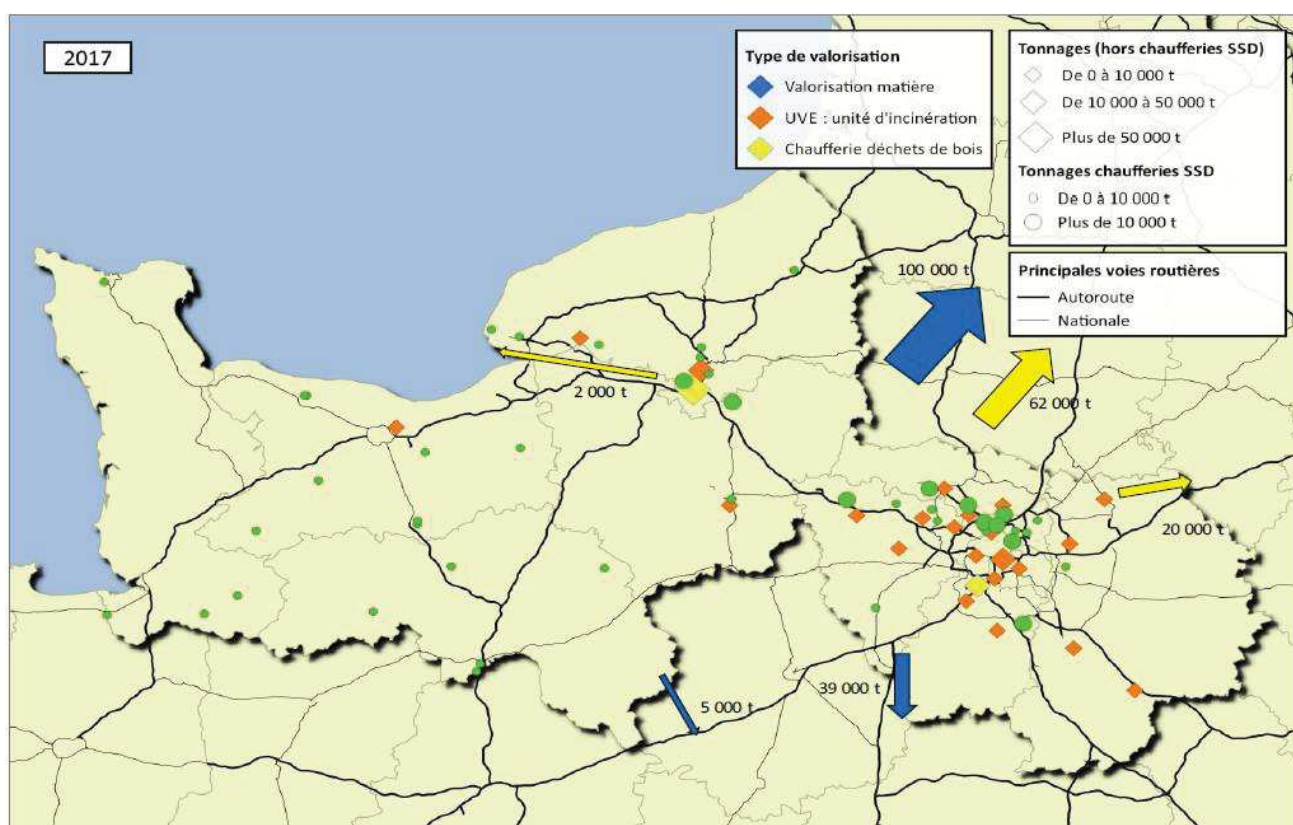 2017
Type de valorisation
Valorisation matière
UVE : unité d'incinération
Chaufferie déchets de bois
Tonnages (hors chaufferies SSD)
De 0 à 10 000 t
De 10 000 à 50 000 t
Plus de 50 000 t
Tonnages chaufferies SSD
De 0 à 10 000 t
Plus de 10 000 t
Principales voies routières
Autoroute
Nationale
100 000 t
62 000 t
2 000 t
20 000 t
39 000 t
5 000 t